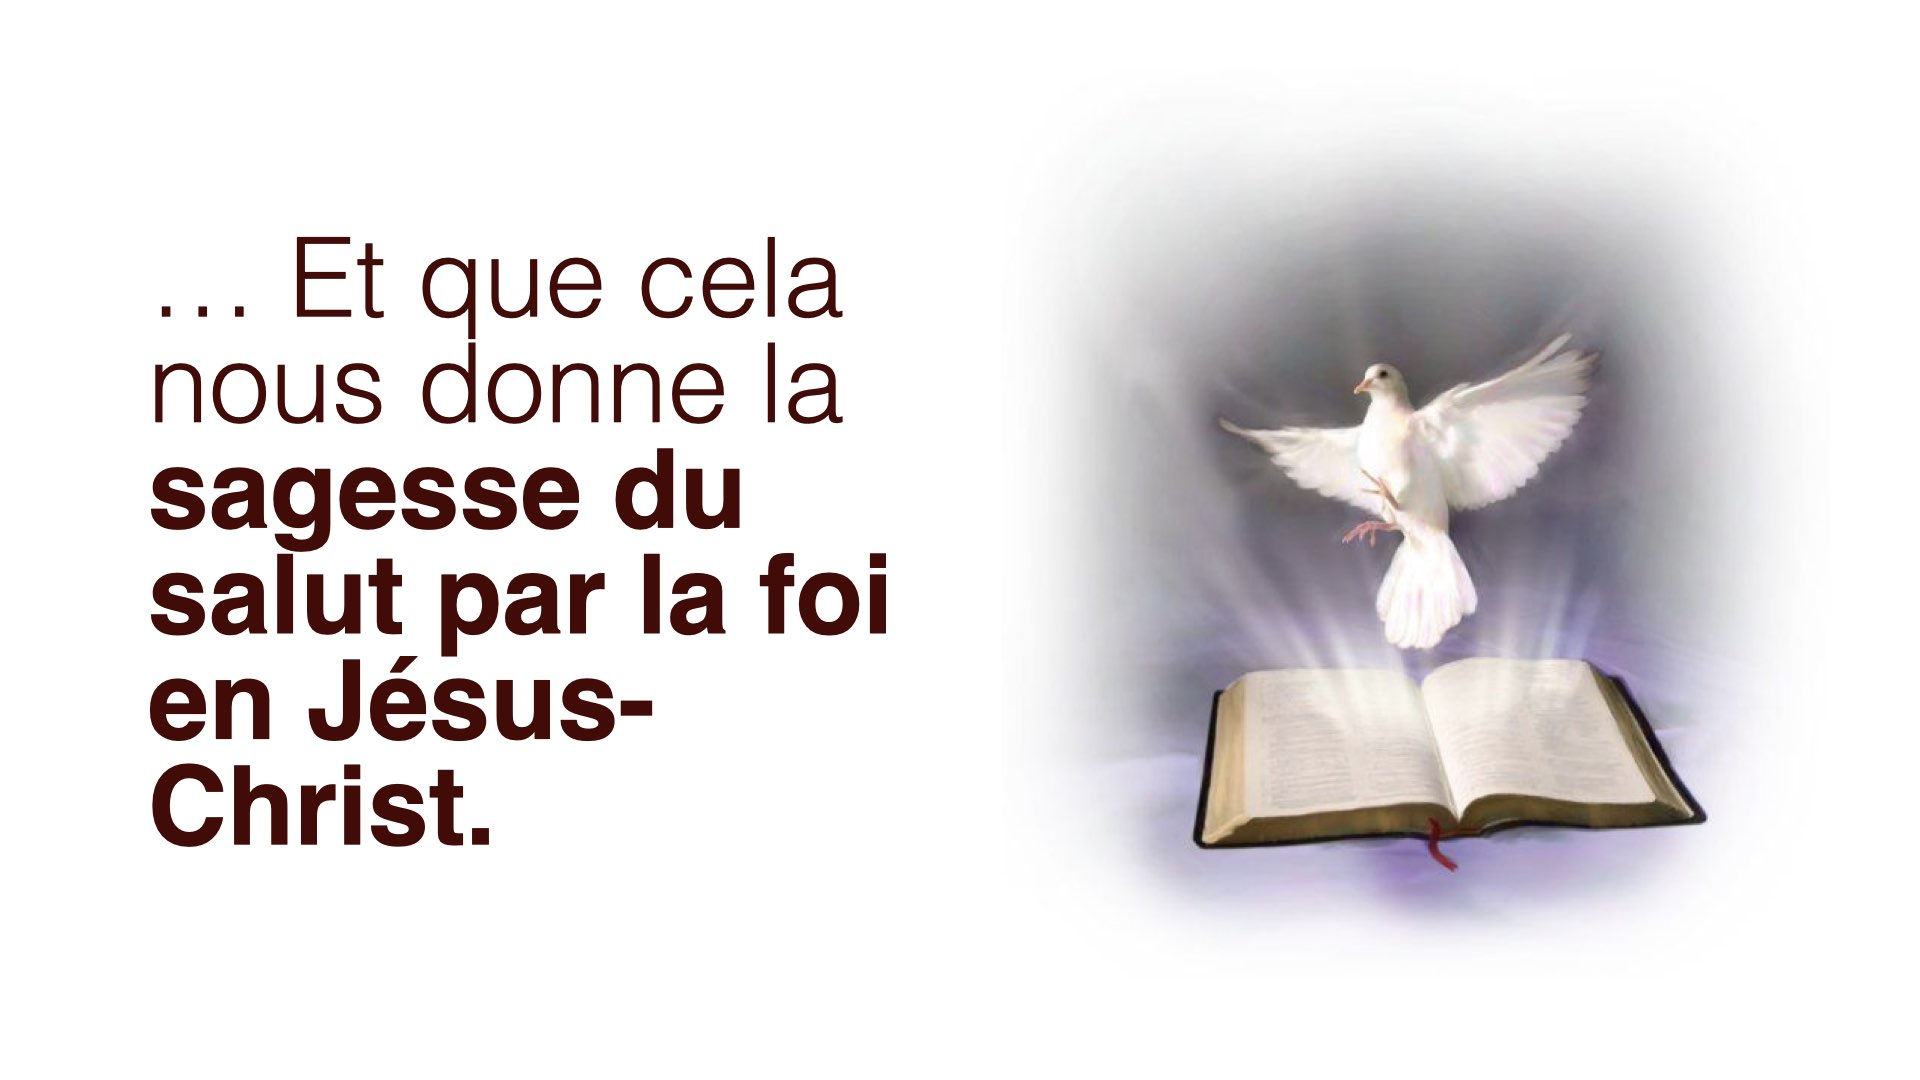 … Et que cela
nous donne la
sagesse du
salut par la foi
en Jésus-
Christ.